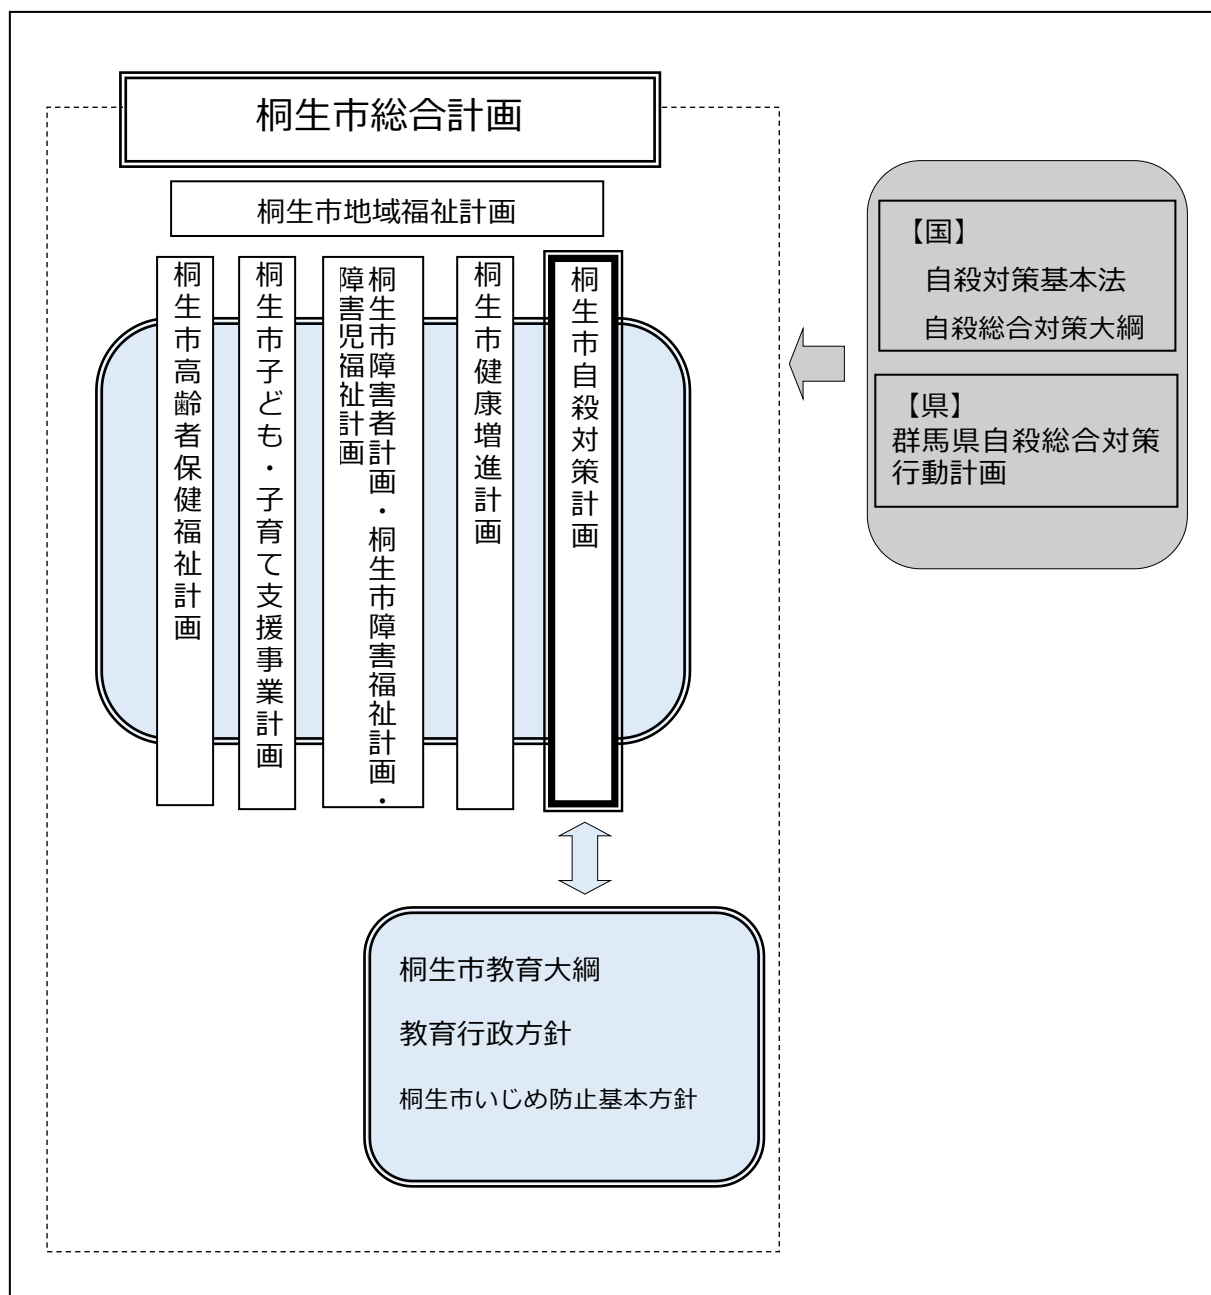 桐生市総合計画
桐生市地域福祉計画
桐生市高齢者保健福祉計画
桐生市子ども・子育て支援事業計画
桐生市障害者計画・桐生市障害福祉計画・
障害児福祉計画
桐生市健康増進計画
桐生市自殺対策計画
【国】
自殺対策基本法
自殺総合対策大綱
【県】
群馬県自殺総合対策
行動計画
桐生市教育大綱
教育行政方針
桐生市いじめ防止基本方針